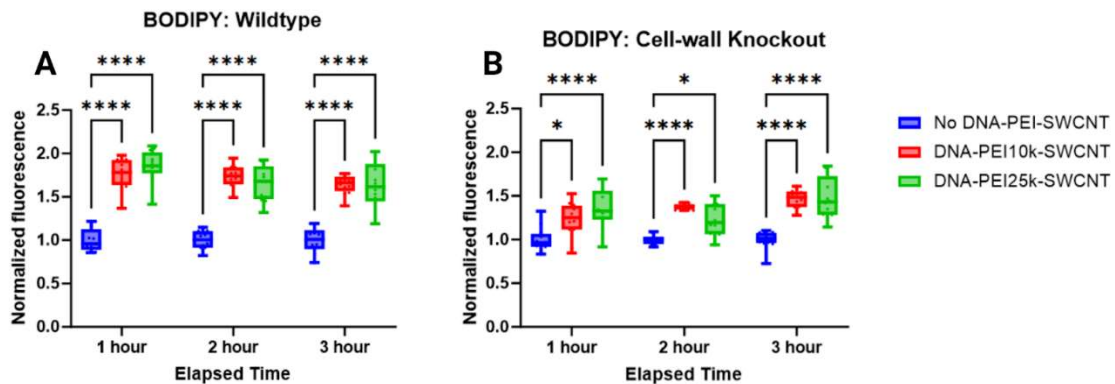 BODIPY: Wildtype
A
****
****
****
****
****
****
Normalized fluorescence
2.5
2.0
1.5
1.0
0.5
0.0
1 hour
2 hour
3 hour
Elapsed Time
BODIPY: Cell-wall Knockout
B
****
*
****
*
****
****
Normalized fluorescence
2.5
2.0
1.5
1.0
0.5
0.0
1 hour
2 hour
3 hour
Elapsed Time
No DNA-PEI-SWCNT
DNA-PEI10k-SWCNT
DNA-PEI25k-SWCNT